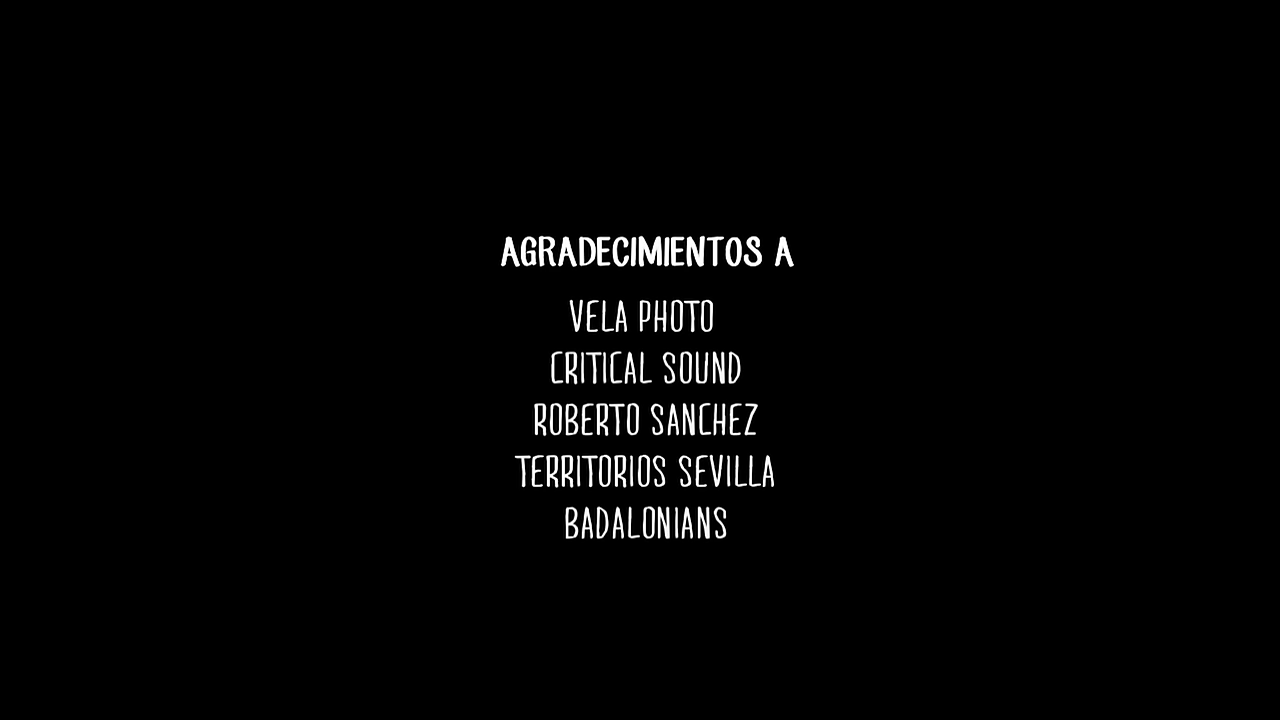 AGRADECIMIENTOS A
VELA PHOTO
CRITICAL SOUND
ROBERTO SANCHEZ
TERRITORIOS SEVILLA
BADALONIANS